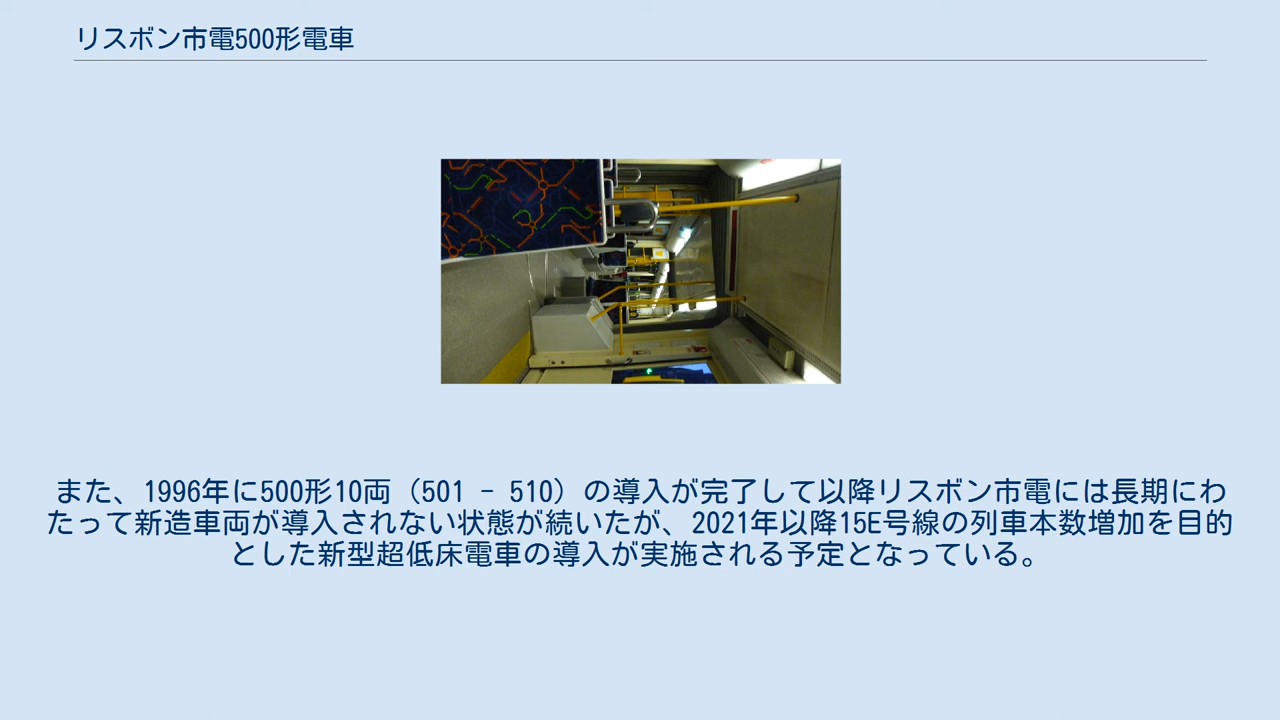 リスボン市電500形電車
また、1996年に500形10両（501 - 510）の導入が完了して以降リスボン市電には長期にわ
たって新造車両が導入されない状態が続いたが、2021年以降15E号線の列車本数増加を目的
とした新型超低床電車の導入が実施される予定となっている。